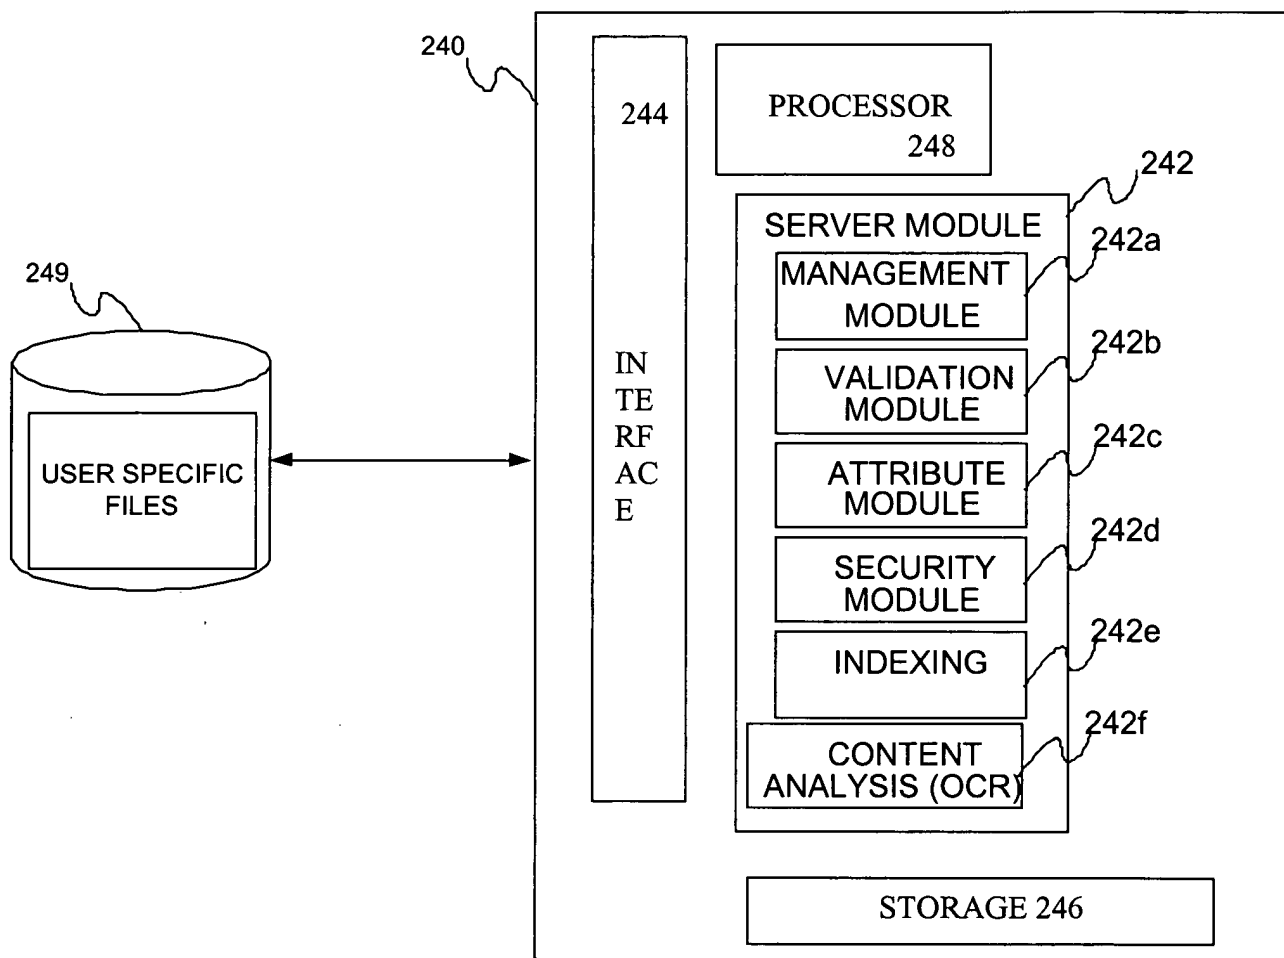 240
244
PROCESSOR
248
242
SERVER MODULE
242a
MANAGEMENT
MODULE
249
242b
VALIDATION
MODULE
IN
TE
RF
AC
E
242c
ATTRIBUTE
MODULE
USER SPECIFIC
FILES
242d
SECURITY
MODULE
242e
INDEXING
242f
CONTENT
ANALYSIS (OCR)
STORAGE 246